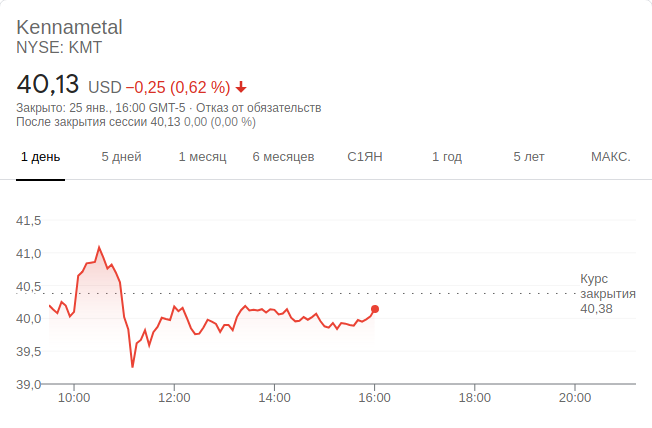 Kennametal
NYSE: KMT
40,13 USD −0,25 (0,62 %)
Закрыто: 25 янв., 16:00 GMT-5 · Отказ от обязательств
После закрытия сессии 40,13 0,00 (0,00 %)
1 день 5 дней 1 месяц 6 месяцев С1ЯН 1 год 5 лет МАКС.
41,5
41,0
40,5
40,0
39,5
39,0
Курс
закрытия
40,38
10:00 12:00 14:00 16:00 18:00 20:00